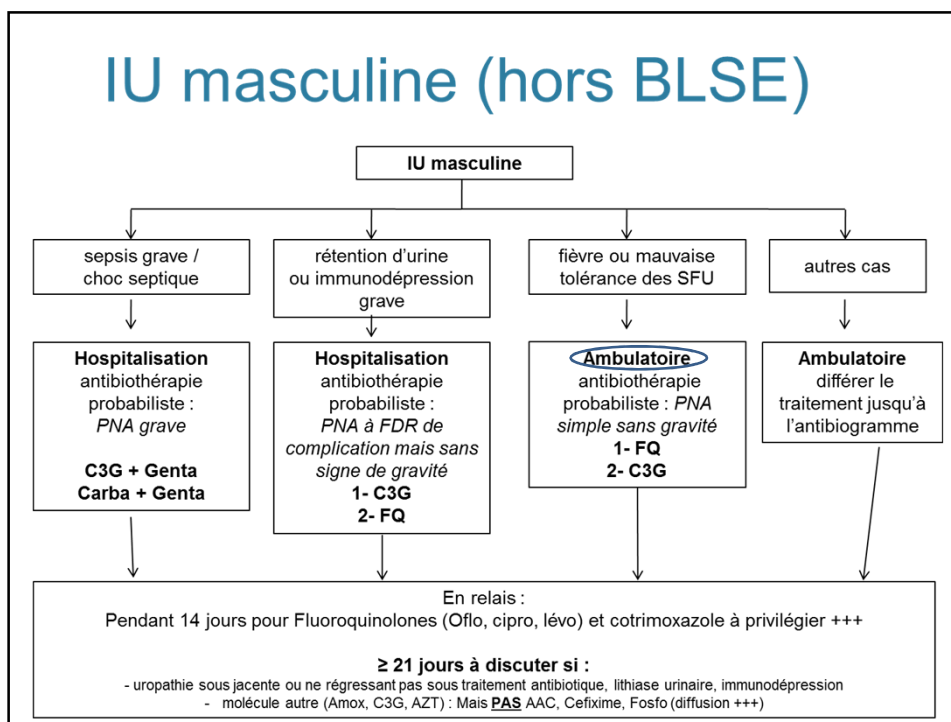 IU masculine (hors BLSE)
IU masculine
sepsis grave /
choc septique
rétention d'urine
ou immunodépression
grave
fièvre ou mauvaise
tolérance des SFU
autres cas
Hospitalisation
antibiothérapie
probabiliste :
PNA grave
C3G + Genta
Carba + Genta
Hospitalisation
antibiothérapie
probabiliste :
PNA à FDR de
complication mais sans
signe de gravité
1- C3G
2- FQ
Ambulatoire
antibiothérapie
probabiliste : PNA
simple sans gravité
1- FQ
2- C3G
Ambulatoire
différer le
traitement jusqu'à
l'antibiogramme
En relais :
Pendant 14 jours pour Fluoroquinolones (Oflo, cipro, lévo) et cotrimoxazole à privilégier +++
≥ 21 jours à discuter si :
- uropathie sous jacente ou ne régressant pas sous traitement antibiotique, lithiase urinaire, immunodépression
- molécule autre (Amox, C3G, AZT) : Mais PAS AAC, Cefixime, Fosfo (diffusion +++)